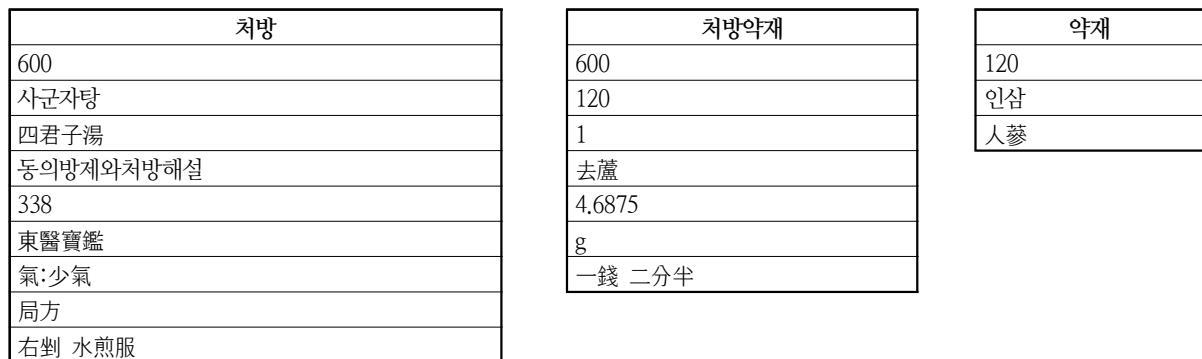 처방
600
사군자탕
四君子湯
동의방제와처방해설
338
東醫寶鑑
氣:少氣
局方
右剉 水煎服
처방약재
600
120
1
去蘆
4.6875
g
一錢 二分半
약재
120
인삼
人蔘